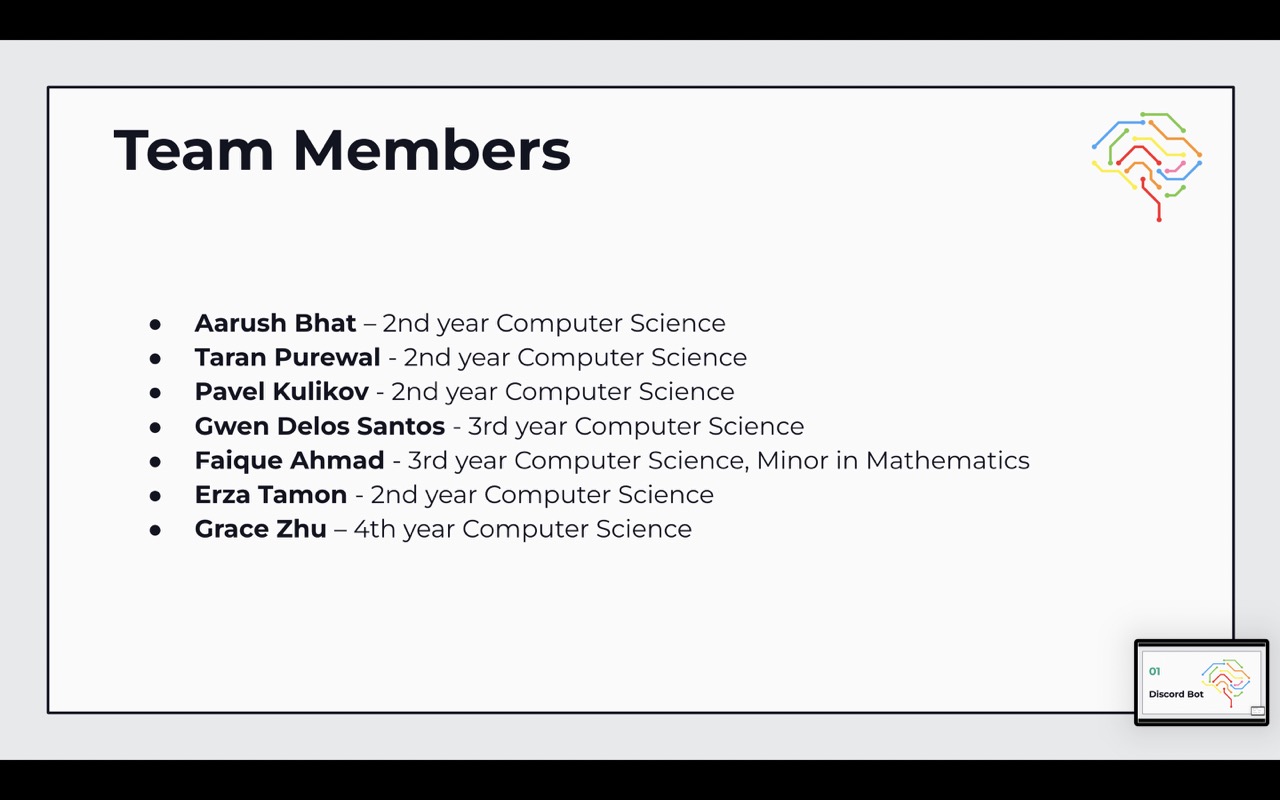 Team Members
● Aarush Bhat – 2nd year Computer Science
● Taran Purewal - 2nd year Computer Science
● Pavel Kulikov - 2nd year Computer Science
● Gwen Delos Santos - 3rd year Computer Science
● Faique Ahmad - 3rd year Computer Science, Minor in Mathematics
● Erza Tamon - 2nd year Computer Science
● Grace Zhu – 4th year Computer Science
01
Discord Bot